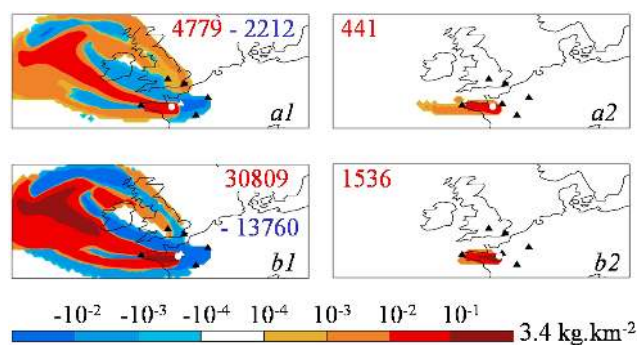 4779 - 2212
441
a1
a2
30809
1536
- 13760
b1
b2
-10⁻² -10⁻³ -10⁻⁴ 10⁻⁴ 10⁻³ 10⁻² 10⁻¹
3.4 kg.km⁻²